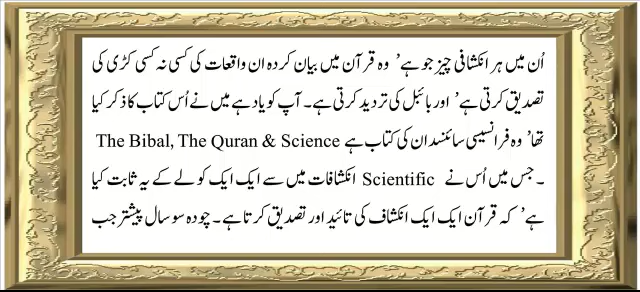 اُن میں ہر انکشافی چیز جو ہے’ وہ قرآن میں بیان کردہ ان واقعات کی کسی نہ کسی کڑی کی
تصدیق کرتی ہے’ اور بائبل کی تردید کرتی ہے۔ آپ کو یاد ہے میں نے اُس کتاب کا ذکر کیا
تھا’ وہ فرانسیسی سائنسدان کی کتاب ہے The Bibal, The Quran & Science
۔ جس میں اُس نے Scientific انکشافات میں سے ایک ایک کو لے کے یہ ثابت کیا
ہے’ کہ قرآن ایک ایک انکشاف کی تائید اور تصدیق کرتا ہے۔ چودہ سو سال پیشتر جب